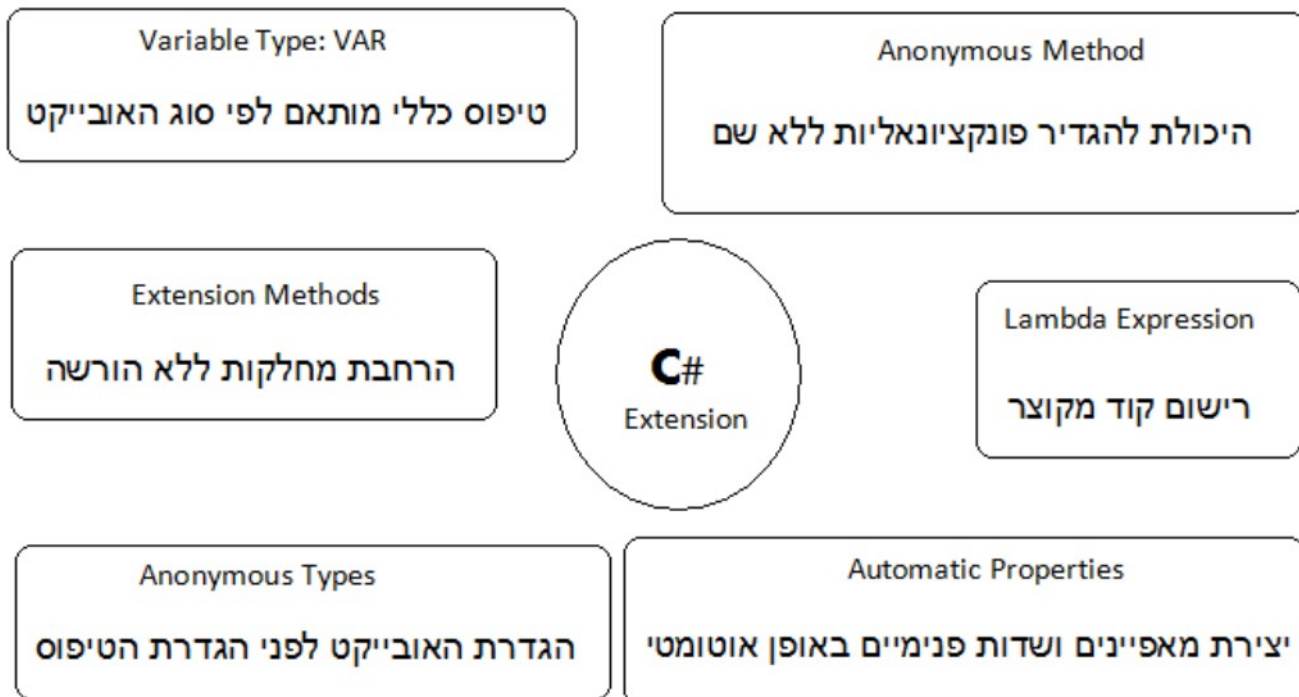 Variable Type: VAR
טיפוס כללי מותאם לפי סוג האובייקט
Anonymous Method
היכולת להגדיר פונקציונאליות ללא שם
Extension Methods
הרחבת מחלקות ללא הורשה
C#
Extension
Lambda Expression
רישום קוד מקוצר
Anonymous Types
הגדרת האובייקט לפני הגדרת הטיפוס
Automatic Properties
יצירת מאפיינים ושדות פנימיים באופן אוטומטי